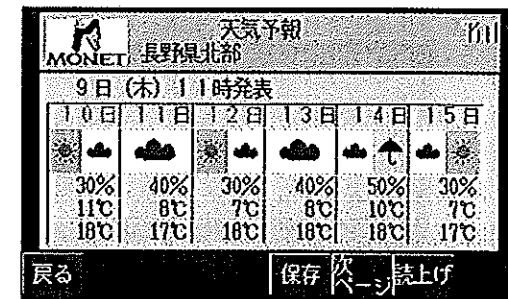 天気予報
MONET 長野県北部
9日(木)11時発表
10日 11日 12日 13日 14日 15日
30% 40% 30% 40% 50% 30%
11℃ 8℃ 7℃ 8℃ 10℃ 7℃
18℃ 17℃ 18℃ 18℃ 18℃ 17℃
戻る 保存 次ページ 読上げ